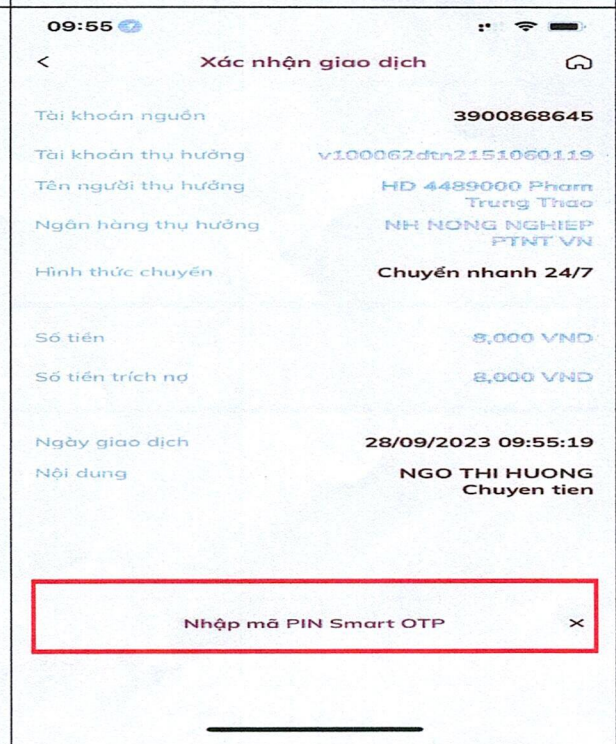 09:55
Xác nhận giao dịch
Tài khoản nguồn 3900868645
Tài khoản thụ hưởng v100062dtn2151060119
Tên người thụ hưởng HD 4489000 Pham
Trung Thao
Ngân hàng thụ hưởng NH NONG NGHIEP
PTNT VN
Hình thức chuyển Chuyển nhanh 24/7
Số tiền 8,000 VND
Số tiền trích nợ 8,000 VND
Ngày giao dịch 28/09/2023 09:55:19
Nội dung NGO THI HUONG
Chuyen tien
Nhập mã PIN Smart OTP ×